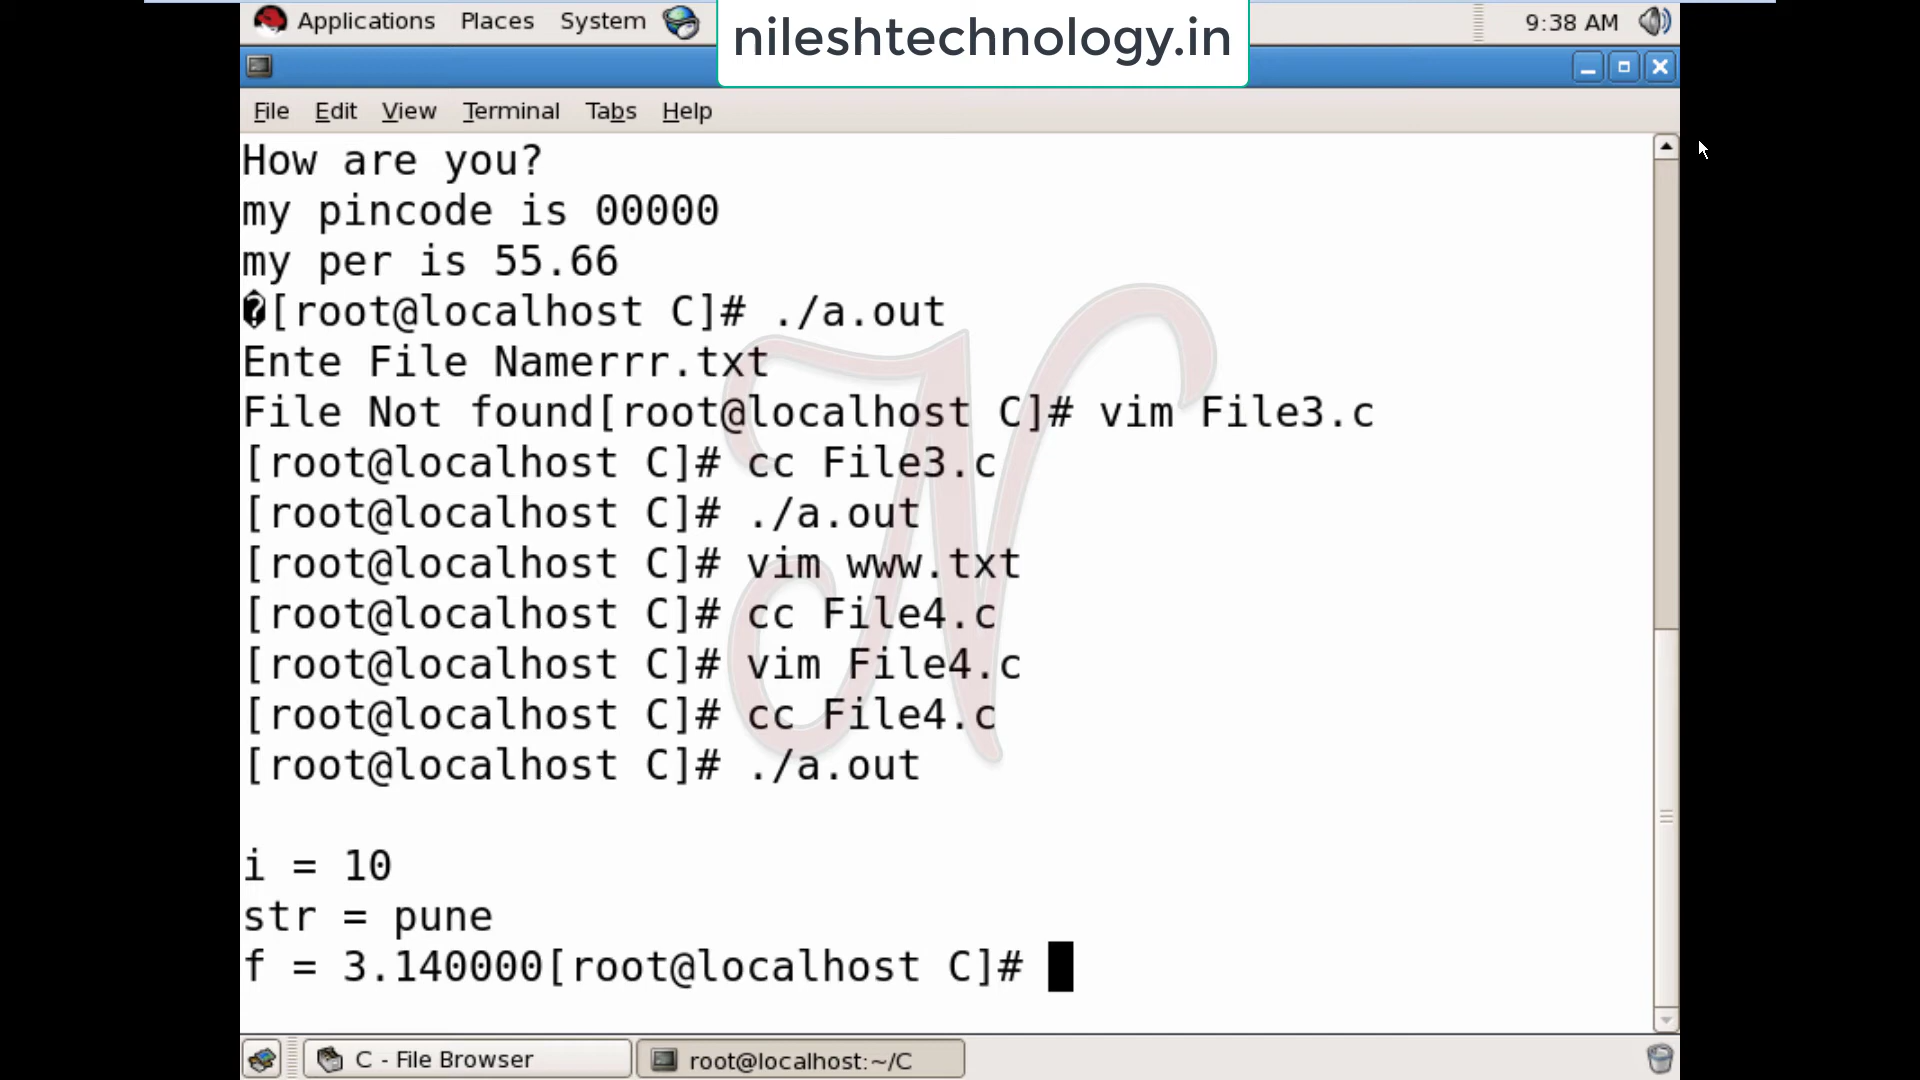 Applications Places System
nileshtechnology.in
9:38 AM
File Edit View Terminal Tabs Help
How are you?
my pincode is 00000
my per is 55.66
�[root@localhost C]# ./a.out
Ente File Namerrr.txt
File Not found[root@localhost C]# vim File3.c
[root@localhost C]# cc File3.c
[root@localhost C]# ./a.out
[root@localhost C]# vim www.txt
[root@localhost C]# cc File4.c
[root@localhost C]# vim File4.c
[root@localhost C]# cc File4.c
[root@localhost C]# ./a.out
i = 10
str = pune
f = 3.140000[root@localhost C]#
C - File Browser
root@localhost:~/C
N